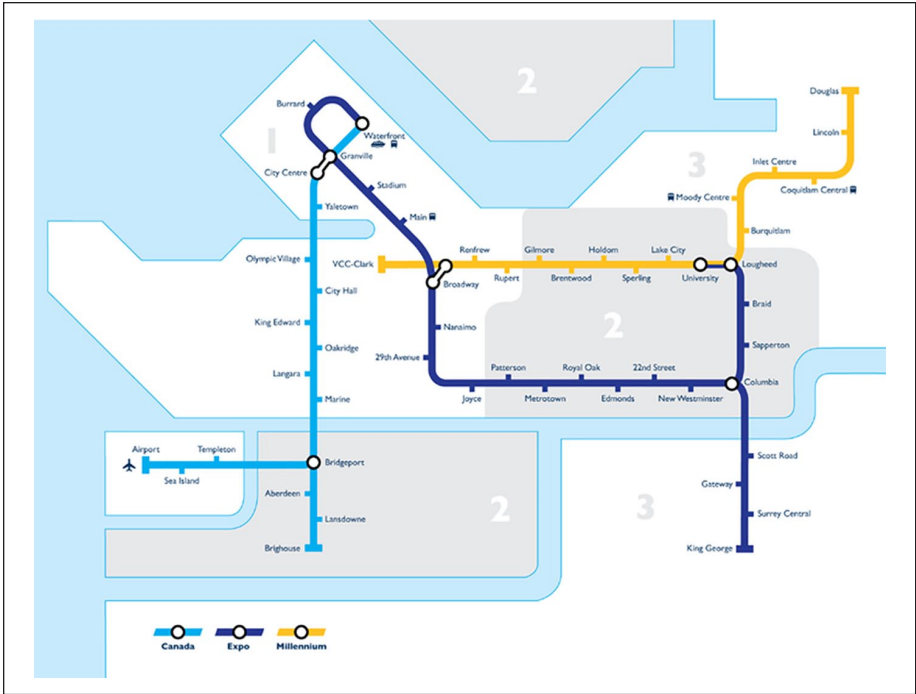 2
Douglas
Burrard
Waterfront
Lincoln
1
Granville
3
Inlet Centre
City Centre
Stadium
Coquitlam Central
Moody Centre
Yaletown
Main
Burquitlam
Olympic Village
VCC-Clark
Renfrew
Gilmore
Holdom
Lake City
Lougheed
Rupert
Brentwood
Sperling
University
Broadway
City Hall
Braid
King Edward
Nanaimo
2
Oakridge
29th Avenue
Sapperton
Langara
Patterson
Royal Oak
22nd Street
Columbia
Marine
Joyce
Metrotown
Edmonds
New Westminster
Airport
Templeton
Bridgeport
Scott Road
Sea Island
Gateway
Aberdeen
2
3
Lansdowne
Surrey Central
Brighouse
King George
Canada
Expo
Millennium